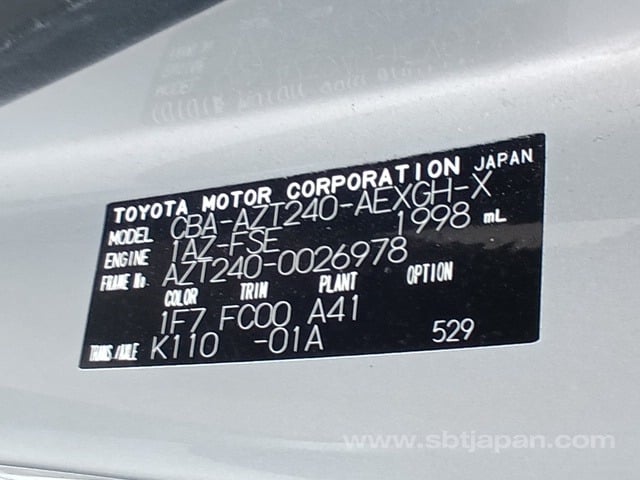 TOYOTA MOTOR CORPORATION JAPAN
MODEL CBA-AZT240-AEXGH-X
ENGINE 1AZ-FSE 1998 mL
FRAME No. AZT240-0026978
COLOR TRIM PLANT OPTION
1F7 FC00 A41
TRANS/AXLE K110 -01A 529
www.sbtjapan.com